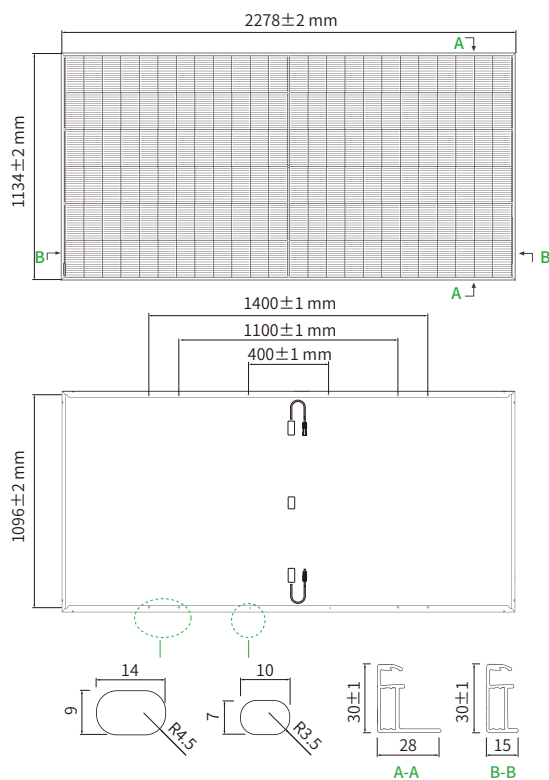 2278±2 mm
A
1134±2 mm
B
B
A
1400±1 mm
1100±1 mm
400±1 mm
1096±2 mm
14
9
R4.5
10
7
R3.5
30±1
28
A-A
30±1
15
B-B